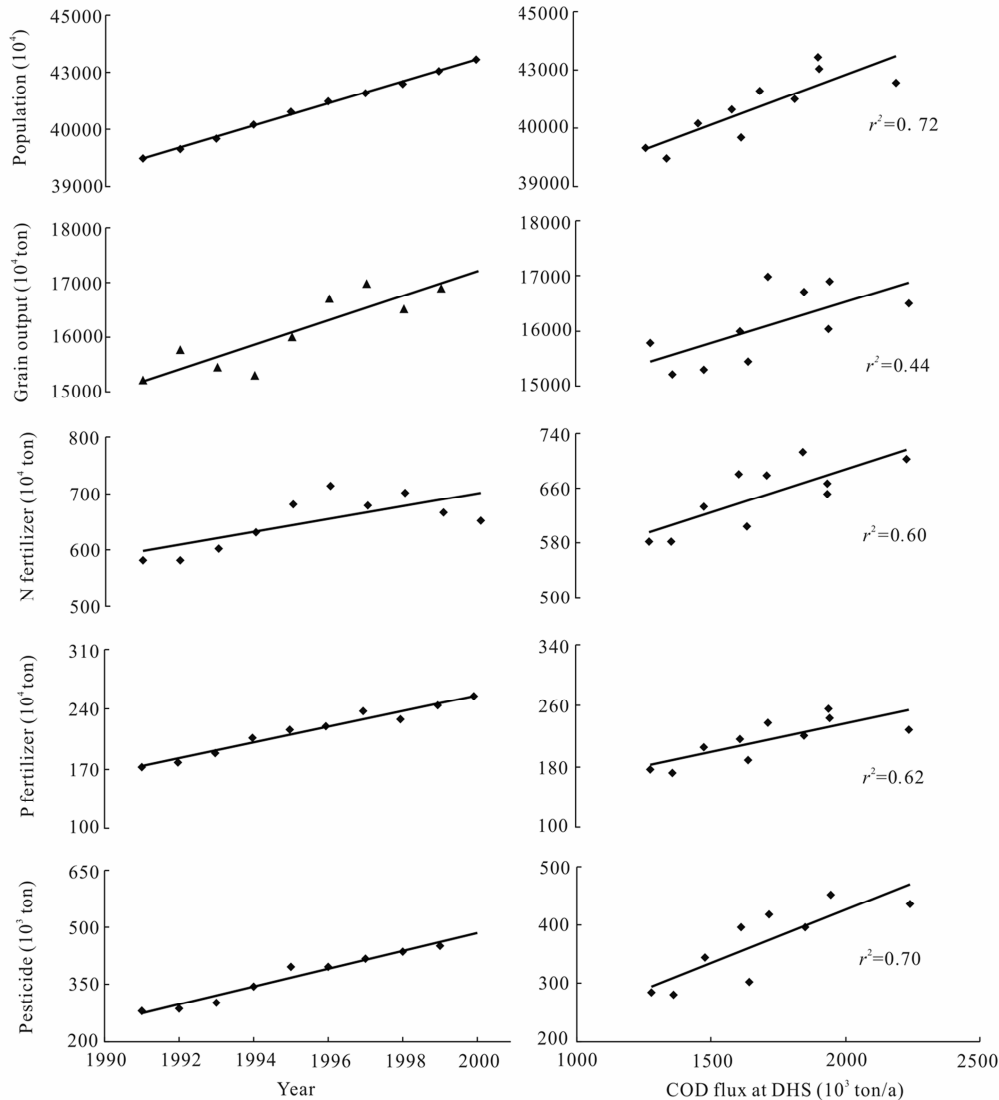 Population (10⁴)
45000
43000
40000
39000
45000
43000
40000
39000
r²=0. 72
Grain output (10⁴ ton)
18000
17000
16000
15000
18000
17000
16000
15000
r²=0.44
N fertilizer (10⁴ ton)
800
700
600
500
740
660
580
500
r²=0.60
P fertilizer (10⁴ ton)
310
240
170
100
340
260
180
100
r²=0.62
Pesticide (10³ ton)
650
500
350
200
1990 1992 1994 1996 1998 2000
Year
500
400
300
200
r²=0.70
1000 1500 2000 2500
COD flux at DHS (10³ ton/a)